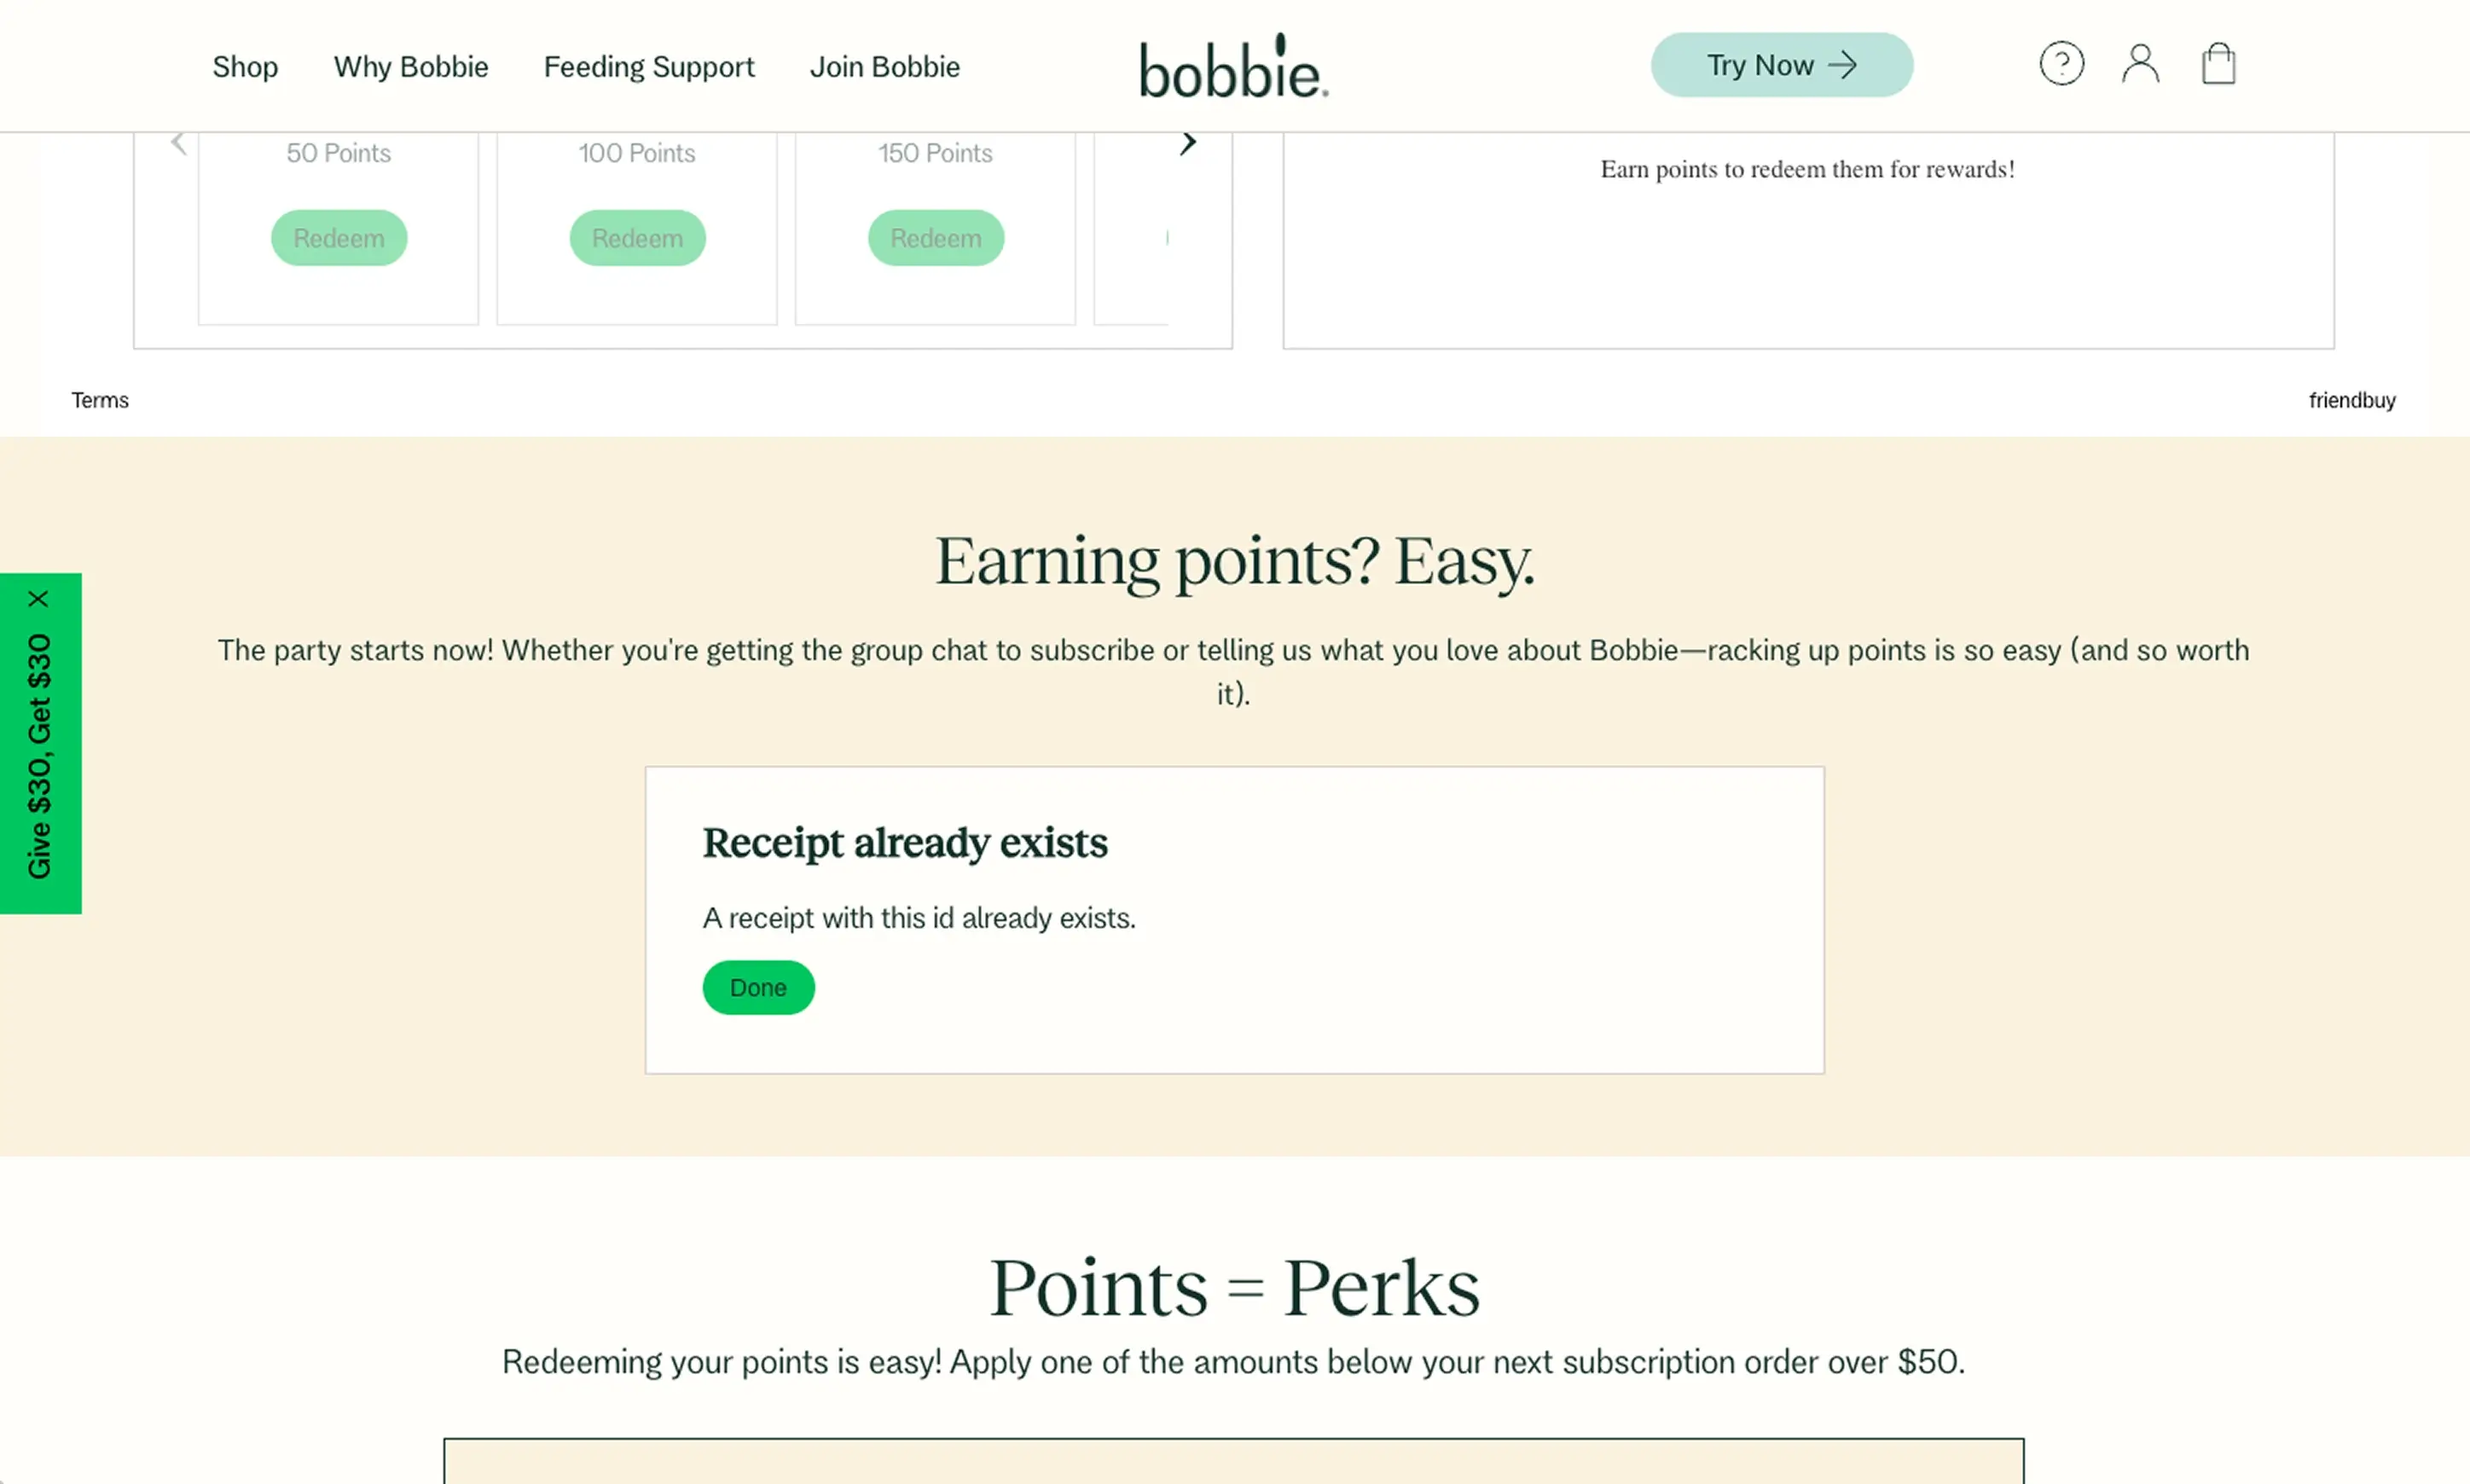 Shop Why Bobbie Feeding Support Join Bobbie bobbie. Try Now
50 Points 100 Points 150 Points
Earn points to redeem them for rewards!
Redeem Redeem Redeem
Terms friendbuy
Earning points? Easy.
The party starts now! Whether you're getting the group chat to subscribe or telling us what you love about Bobbie—racking up points is so easy (and so worth
it).
X Give $30, Get $30
Receipt already exists
A receipt with this id already exists.
Done
Points = Perks
Redeeming your points is easy! Apply one of the amounts below your next subscription order over $50.